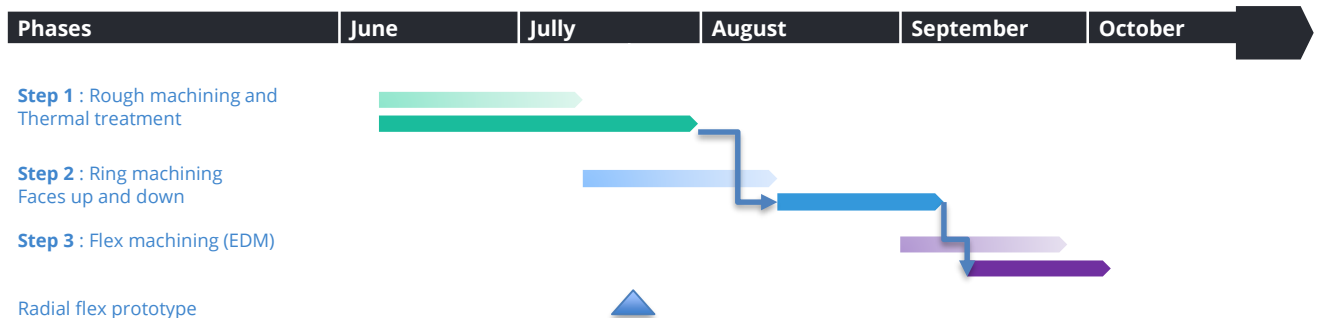 Phases June Jully August September October
Step 1 : Rough machining and
Thermal treatment
Step 2 : Ring machining
Faces up and down
Step 3 : Flex machining (EDM)
Radial flex prototype